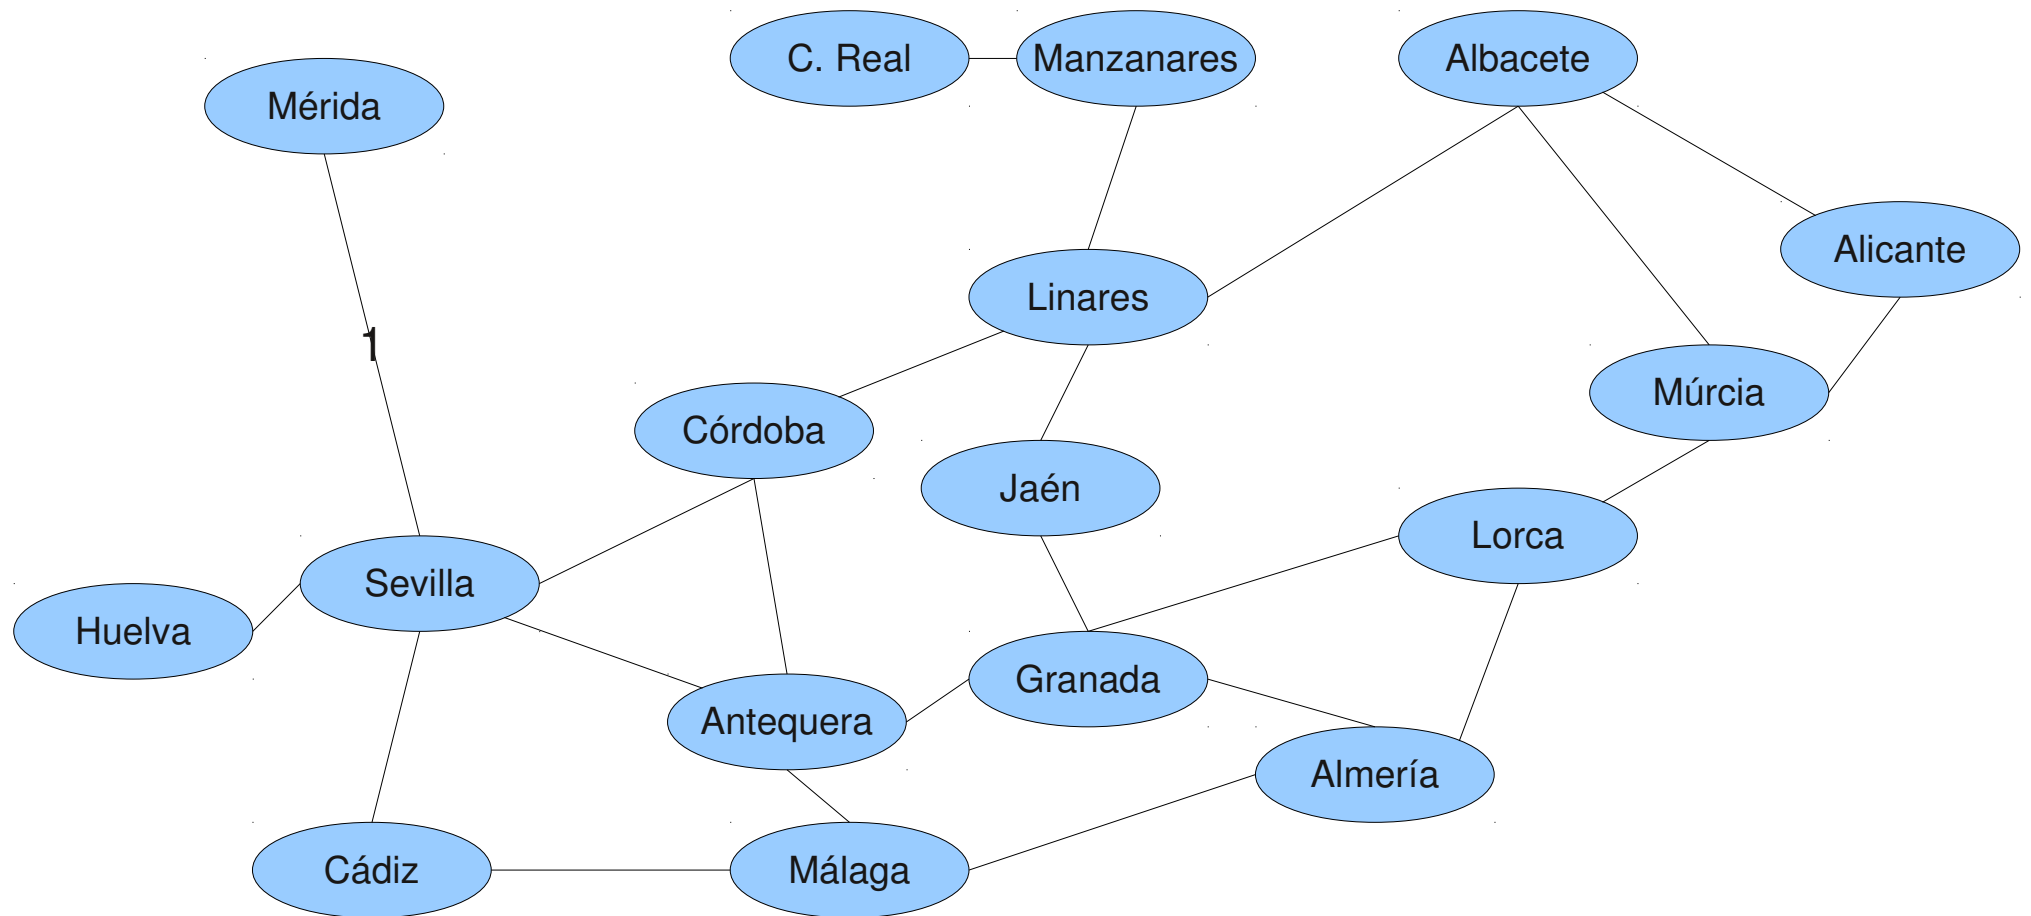 C. Real
Manzanares
Albacete
Mérida
Alicante
Linares
1
Múrcia
Córdoba
Jaén
Lorca
Sevilla
Huelva
Granada
Antequera
Almería
Cádiz
Málaga